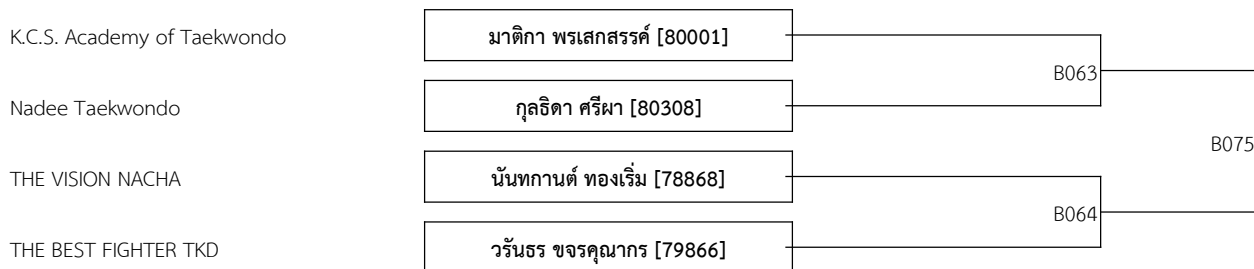 K.C.S. Academy of Taekwondo มาติกา พรเสกสรรค์ [80001]
B063
Nadee Taekwondo กุลธิดา ศรีผา [80308]
B075
THE VISION NACHA นันทกานต์ ทองเริ่ม [78868]
B064
THE BEST FIGHTER TKD วรันธร ขจรคุณากร [79866]